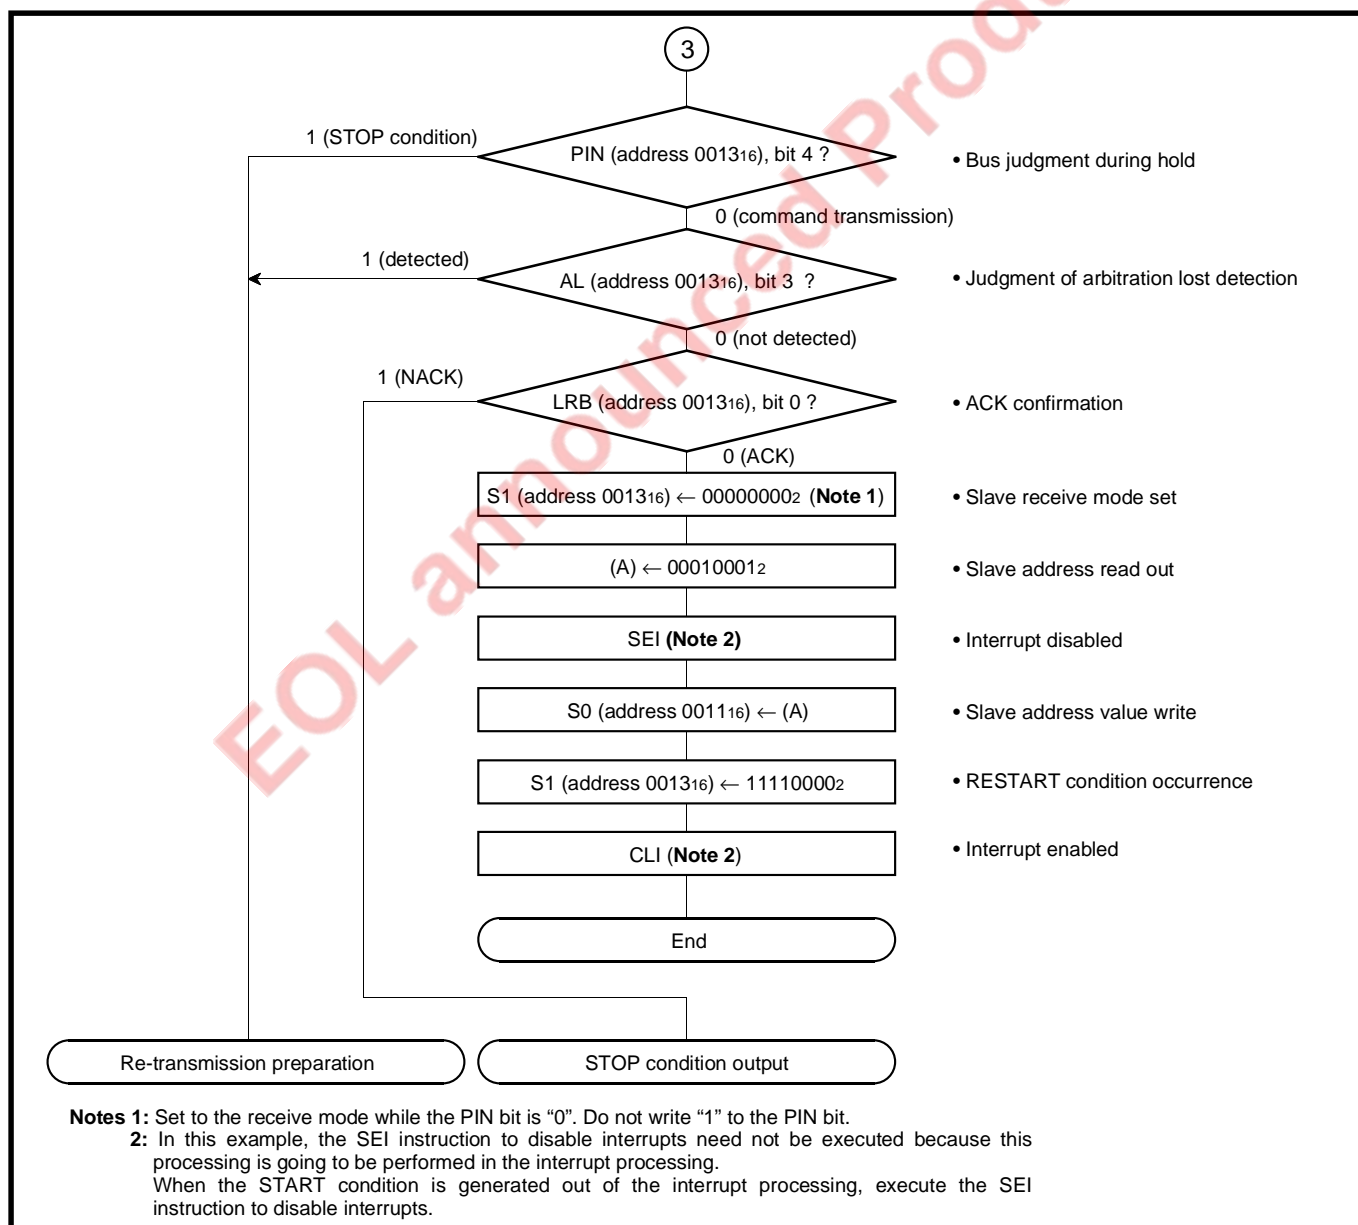 3
1 (STOP condition)
PIN (address 001316), bit 4 ?
• Bus judgment during hold
0 (command transmission)
1 (detected)
AL (address 001316), bit 3 ?
• Judgment of arbitration lost detection
0 (not detected)
1 (NACK)
LRB (address 001316), bit 0 ?
• ACK confirmation
0 (ACK)
S1 (address 001316) ← 000000002 (Note 1)
• Slave receive mode set
(A) ← 000100012
• Slave address read out
SEI (Note 2)
• Interrupt disabled
S0 (address 001116) ← (A)
• Slave address value write
S1 (address 001316) ← 111100002
• RESTART condition occurrence
CLI (Note 2)
• Interrupt enabled
End
Re-transmission preparation
STOP condition output
Notes 1: Set to the receive mode while the PIN bit is “0”. Do not write “1” to the PIN bit.
2: In this example, the SEI instruction to disable interrupts need not be executed because this
processing is going to be performed in the interrupt processing.
When the START condition is generated out of the interrupt processing, execute the SEI
instruction to disable interrupts.
EOL announced